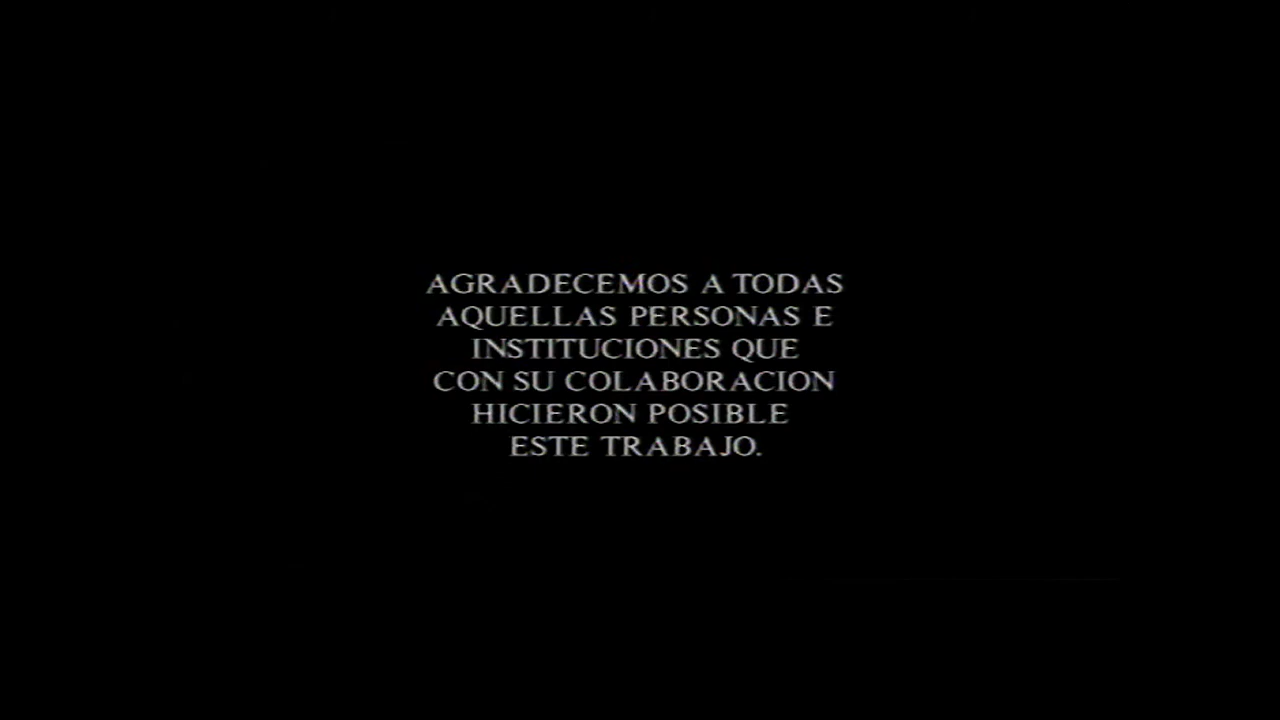 AGRADECEMOS A TODAS
AQUELLAS PERSONAS E
INSTITUCIONES QUE
CON SU COLABORACION
HICIERON POSIBLE
ESTE TRABAJO.